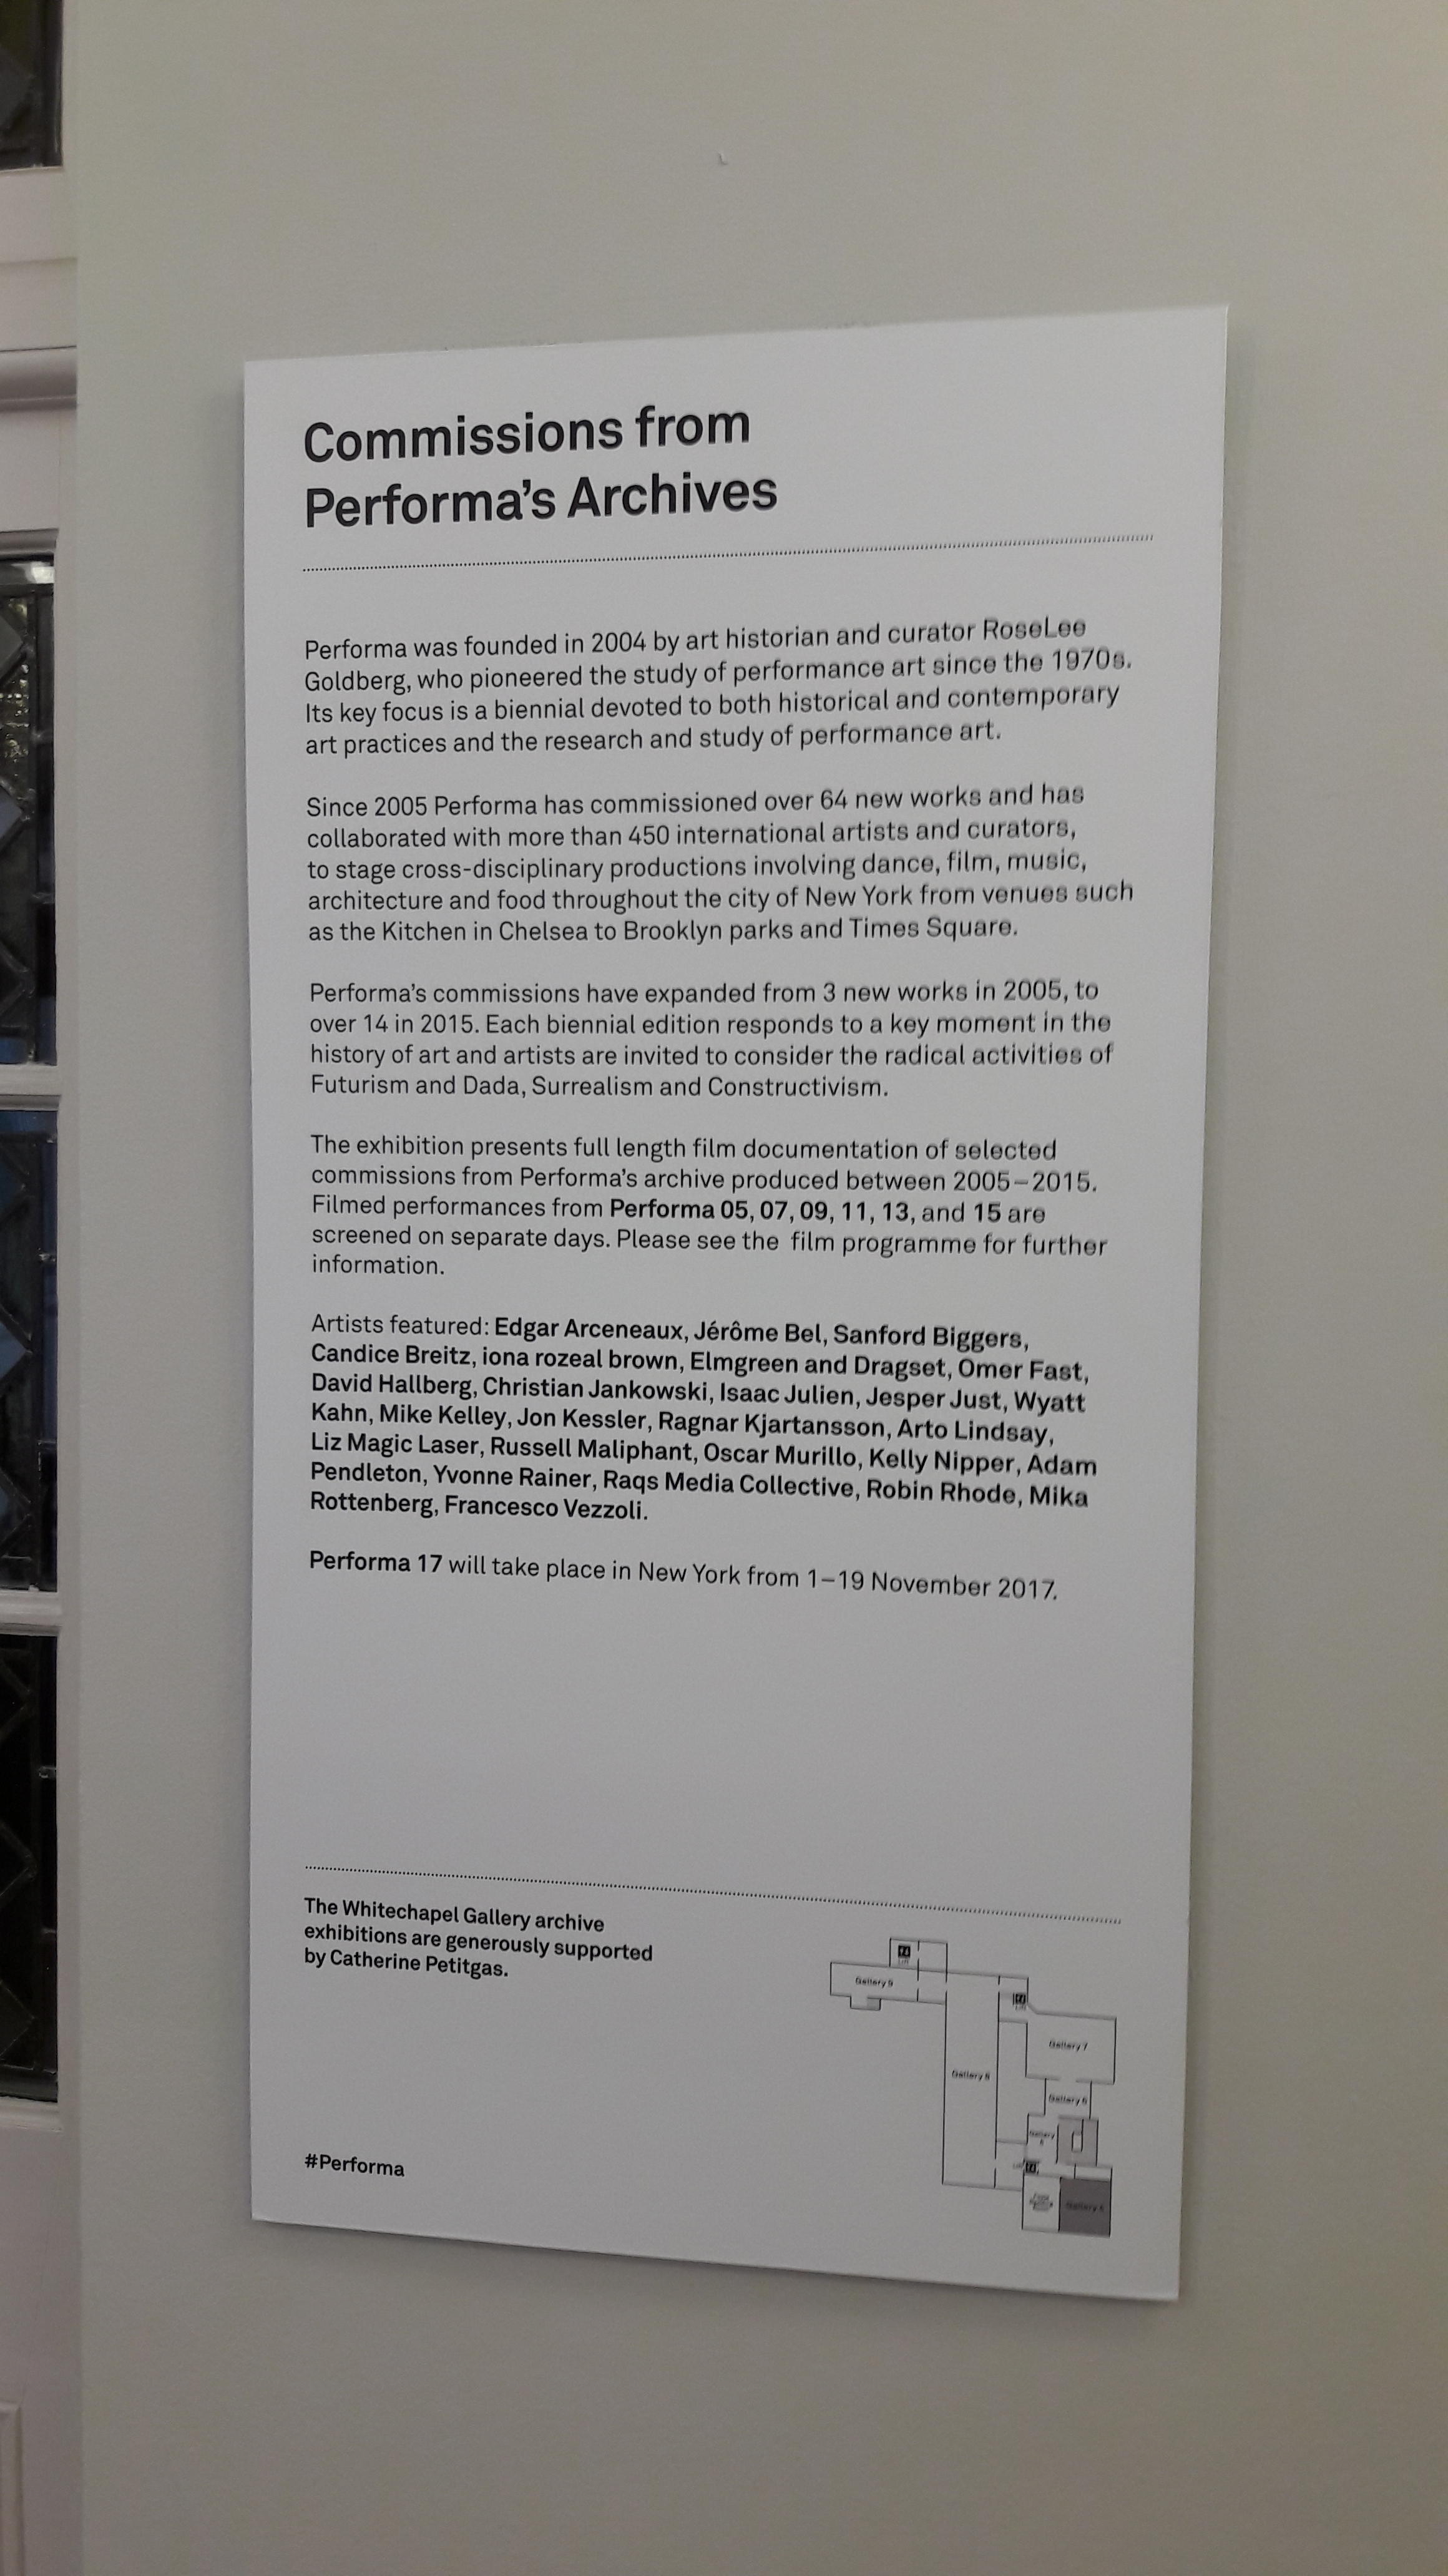 Commissions from
Performa's Archives
Performa was founded in 2004 by art historian and curator RoseLee
Goldberg, who pioneered the study of performance art since the 1970s.
Its key focus is a biennial devoted to both historical and contemporary
art practices and the research and study of performance art.
Since 2005 Performa has commissioned over 64 new works and has
collaborated with more than 450 international artists and curators,
to stage cross-disciplinary productions involving dance, film, music,
architecture and food throughout the city of New York from venues such
as the Kitchen in Chelsea to Brooklyn parks and Times Square.
Performa's commissions have expanded from 3 new works in 2005, to
over 14 in 2015. Each biennial edition responds to a key moment in the
history of art and artists are invited to consider the radical activities of
Futurism and Dada, Surrealism and Constructivism.
The exhibition presents full length film documentation of selected
commissions from Performa's archive produced between 2005–2015.
Filmed performances from Performa 05, 07, 09, 11, 13, and 15 are
screened on separate days. Please see the film programme for further
information.
Artists featured: Edgar Arceneaux, Jérôme Bel, Sanford Biggers,
Candice Breitz, iona rozeal brown, Elmgreen and Dragset, Omer Fast,
David Hallberg, Christian Jankowski, Isaac Julien, Jesper Just, Wyatt
Kahn, Mike Kelley, Jon Kessler, Ragnar Kjartansson, Arto Lindsay,
Liz Magic Laser, Russell Maliphant, Oscar Murillo, Kelly Nipper, Adam
Pendleton, Yvonne Rainer, Raqs Media Collective, Robin Rhode, Mika
Rottenberg, Francesco Vezzoli.
Performa 17 will take place in New York from 1–19 November 2017.
The Whitechapel Gallery archive
exhibitions are generously supported
by Catherine Petitgas.
#Performa
Gallery
Gallery 7
Gallery
Gallery
Gallery
Gallery